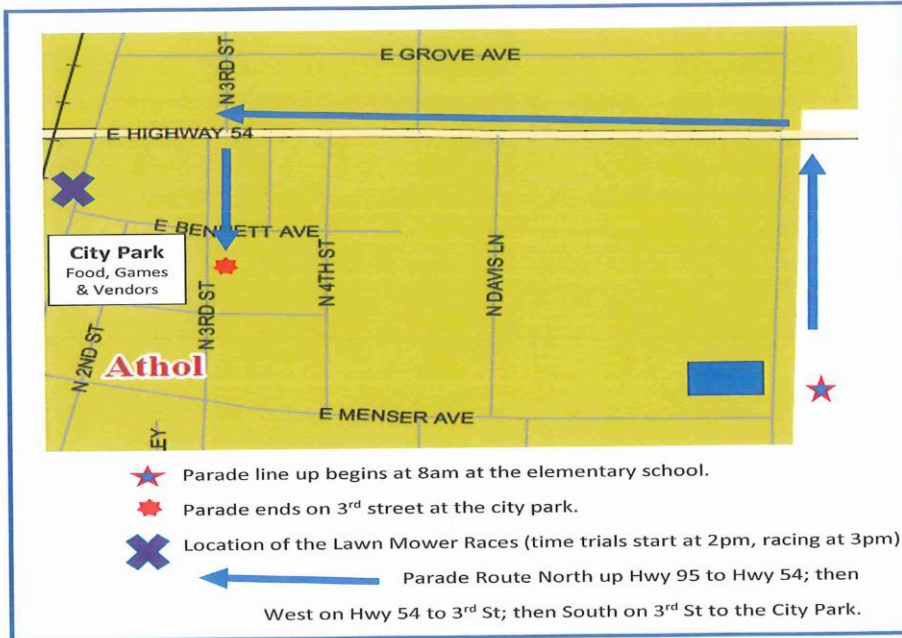 N 3RD ST
E GROVE AVE
E HIGHWAY 54
E BENNETT AVE
City Park
Food, Games
& Vendors
N 2ND ST
N 3RD ST
N 4TH ST
N DAVIS LN
Athol
E MENSER AVE
LEY
Parade line up begins at 8am at the elementary school.
Parade ends on 3rd street at the city park.
Location of the Lawn Mower Races (time trials start at 2pm, racing at 3pm)
Parade Route North up Hwy 95 to Hwy 54; then
West on Hwy 54 to 3rd St; then South on 3rd St to the City Park.